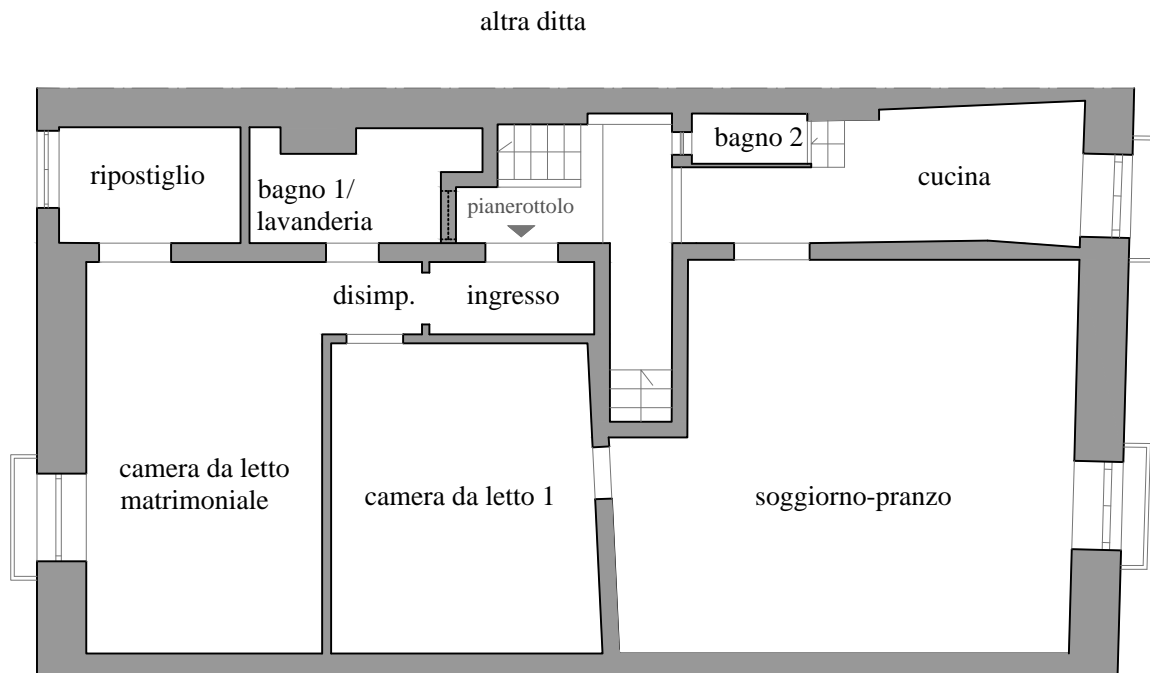 altra ditta
bagno 2
ripostiglio
cucina
bagno 1/
lavanderia
pianerottolo
disimp.
ingresso
camera da letto
matrimoniale
camera da letto 1
soggiorno-pranzo